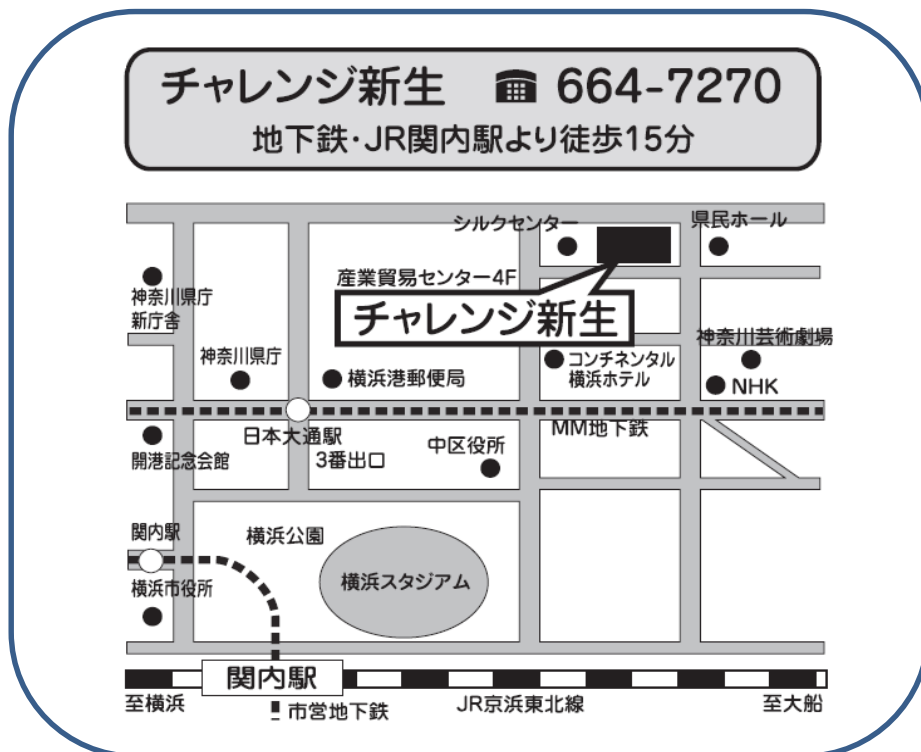 チャレンジ新生 ☎ 664-7270
地下鉄・JR関内駅より徒歩15分
シルクセンター
県民ホール
産業貿易センター4F
神奈川県庁
新庁舎
チャレンジ新生
神奈川芸術劇場
神奈川県庁
横浜港郵便局
コンチネンタル
横浜ホテル
NHK
日本大通駅
MM地下鉄
開港記念会館
3番出口
中区役所
関内駅
横浜公園
横浜市役所
横浜スタジアム
関内駅
至横浜
市営地下鉄
JR京浜東北線
至大船